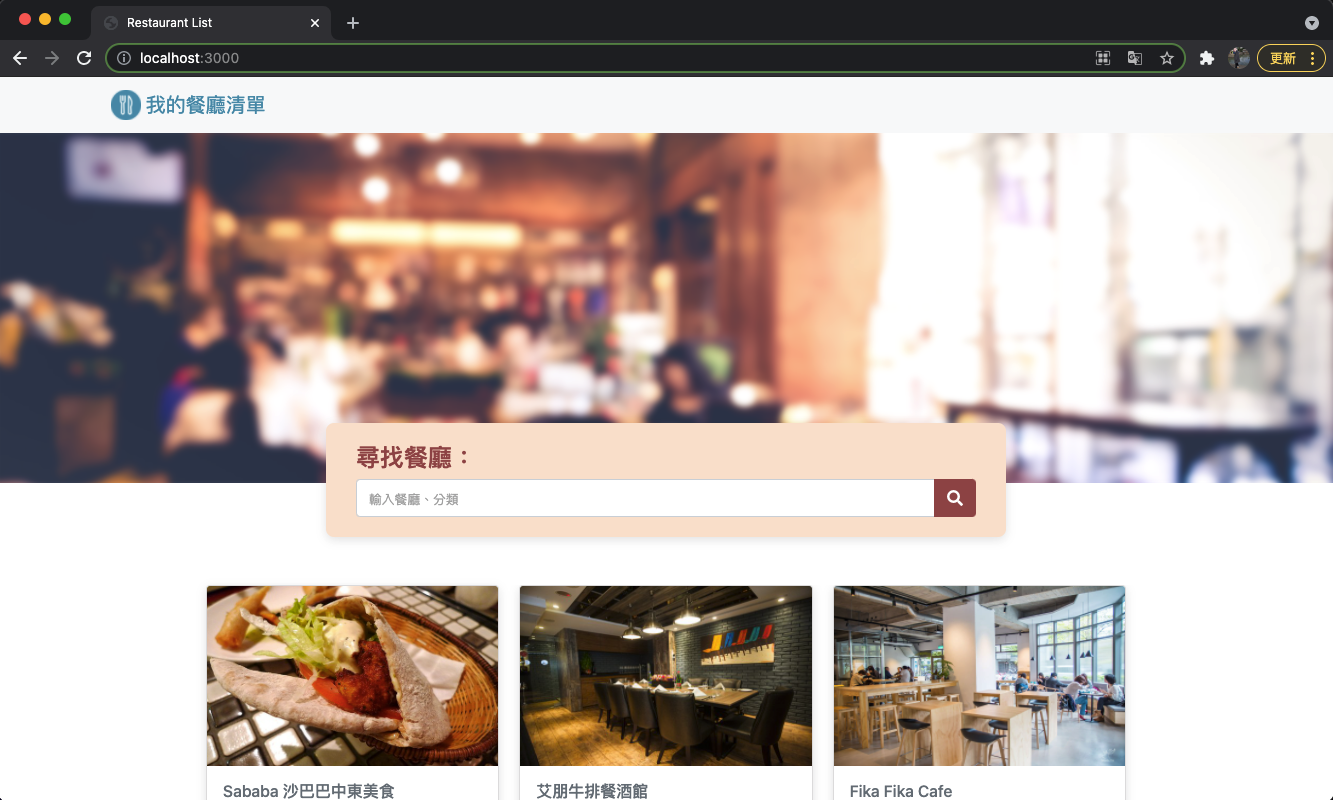 Restaurant List
localhost:3000
更新
我的餐廳清單
尋找餐廳：
輸入餐廳、分類
Sababa 沙巴巴中東美食
艾朋牛排餐酒館
Fika Fika Cafe